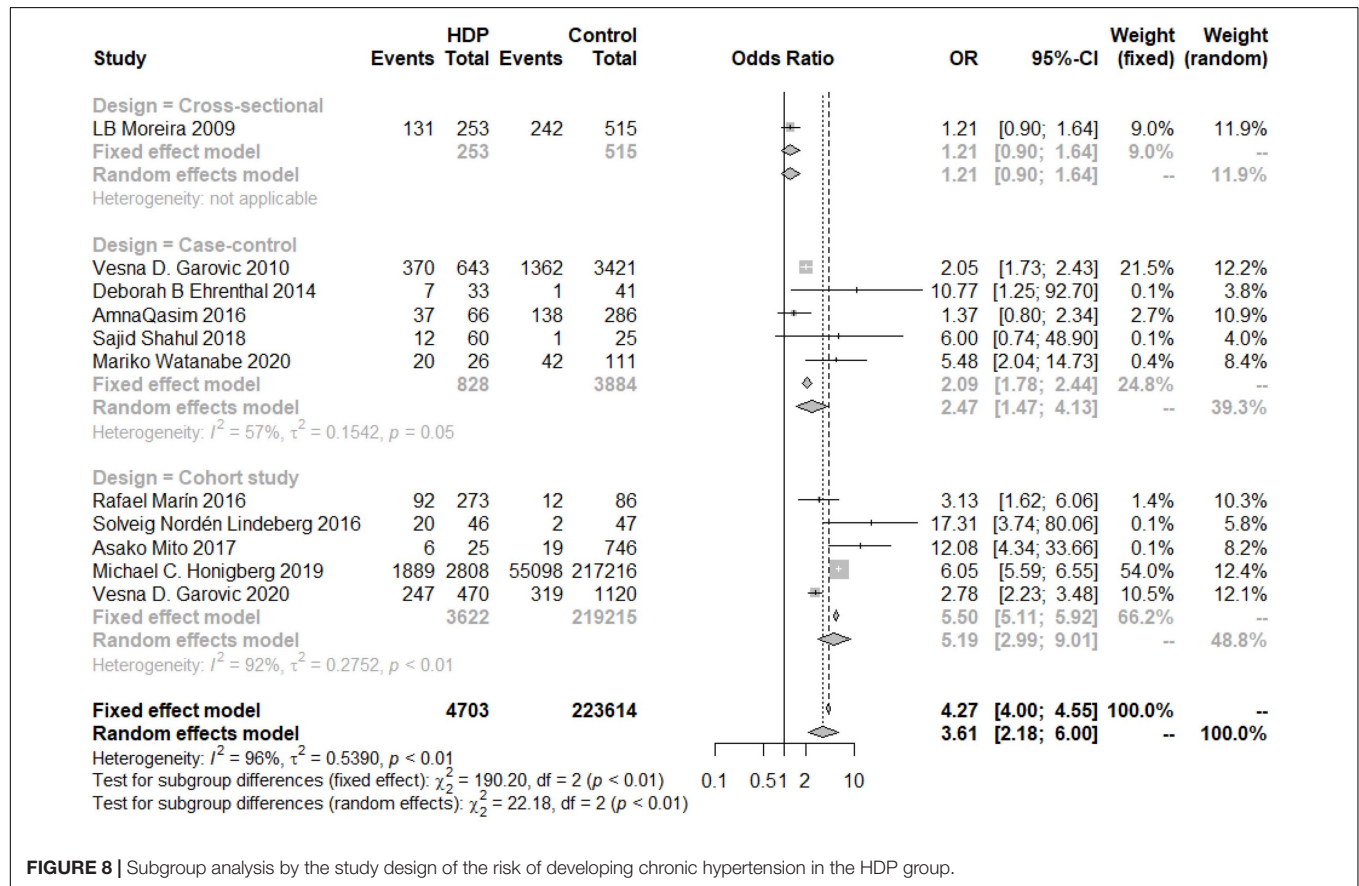 HDP Control Weight Weight
Study Events Total Events Total Odds Ratio OR 95%-CI (fixed) (random)
Design = Cross-sectional
LB Moreira 2009 131 253 242 515 1.21 [0.90; 1.64] 9.0% 11.9%
Fixed effect model 253 515 1.21 [0.90; 1.64] 9.0% --
Random effects model 1.21 [0.90; 1.64] -- 11.9%
Heterogeneity: not applicable
Design = Case-control
Vesna D. Garovic 2010 370 643 1362 3421 2.05 [1.73; 2.43] 21.5% 12.2%
Deborah B Ehrenthal 2014 7 33 1 41 10.77 [1.25; 92.70] 0.1% 3.8%
AmnaQasim 2016 37 66 138 286 1.37 [0.80; 2.34] 2.7% 10.9%
Sajid Shahul 2018 12 60 1 25 6.00 [0.74; 48.90] 0.1% 4.0%
Mariko Watanabe 2020 20 26 42 111 5.48 [2.04; 14.73] 0.4% 8.4%
Fixed effect model 828 3884 2.09 [1.78; 2.44] 24.8% --
Random effects model 2.47 [1.47; 4.13] -- 39.3%
Heterogeneity: I² = 57%, τ² = 0.1542, p = 0.05
Design = Cohort study
Rafael Marín 2016 92 273 12 86 3.13 [1.62; 6.06] 1.4% 10.3%
Solveig Nordén Lindeberg 2016 20 46 2 47 17.31 [3.74; 80.06] 0.1% 5.8%
Asako Mito 2017 6 25 19 746 12.08 [4.34; 33.66] 0.1% 8.2%
Michael C. Honigberg 2019 1889 2808 55098 217216 6.05 [5.59; 6.55] 54.0% 12.4%
Vesna D. Garovic 2020 247 470 319 1120 2.78 [2.23; 3.48] 10.5% 12.1%
Fixed effect model 3622 219215 5.50 [5.11; 5.92] 66.2% --
Random effects model 5.19 [2.99; 9.01] -- 48.8%
Heterogeneity: I² = 92%, τ² = 0.2752, p < 0.01
Fixed effect model 4703 223614 4.27 [4.00; 4.55] 100.0% --
Random effects model 3.61 [2.18; 6.00] -- 100.0%
Heterogeneity: I² = 96%, τ² = 0.5390, p < 0.01
Test for subgroup differences (fixed effect): χ²₂ = 190.20, df = 2 (p < 0.01) 0.1 0.5 1 2 10
Test for subgroup differences (random effects): χ²₂ = 22.18, df = 2 (p < 0.01)
FIGURE 8 | Subgroup analysis by the study design of the risk of developing chronic hypertension in the HDP group.